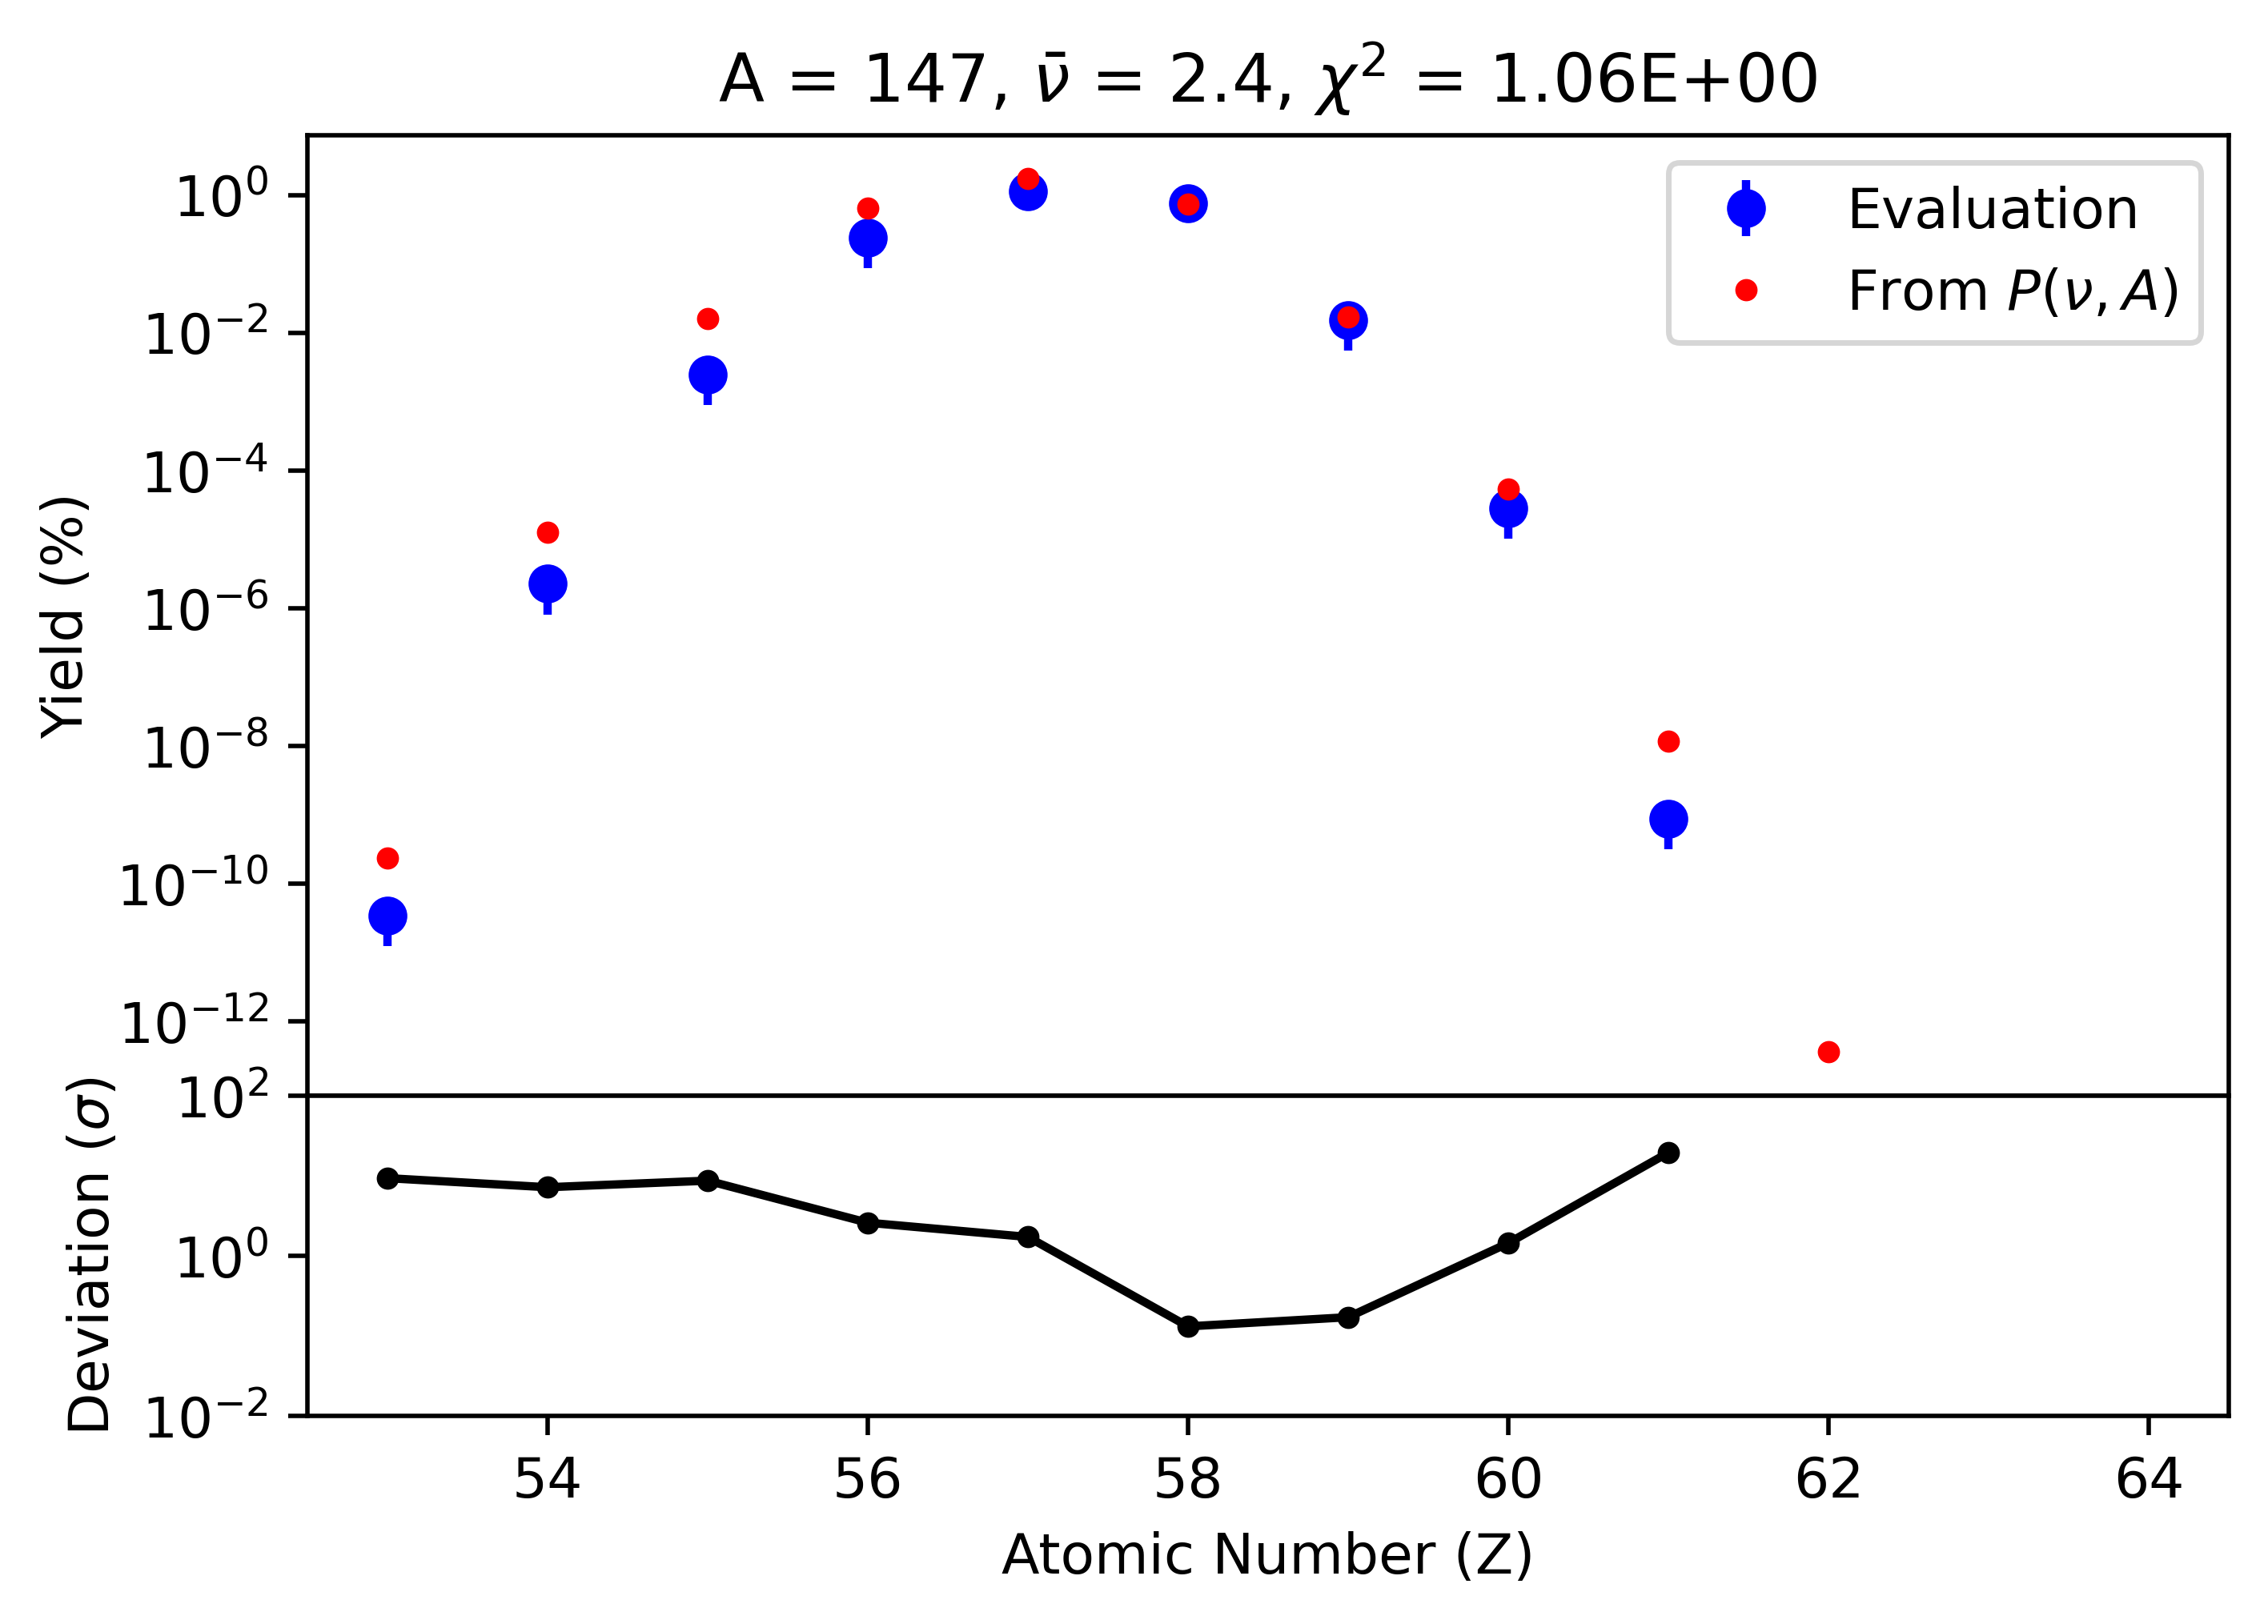 A = 147, ν̄ = 2.4, χ² = 1.06E+00
Evaluation
From P(ν, A)
Yield (%)
10⁰
10⁻²
10⁻⁴
10⁻⁶
10⁻⁸
10⁻¹⁰
10⁻¹²
Deviation (σ)
10²
10⁰
10⁻²
54 56 58 60 62 64
Atomic Number (Z)